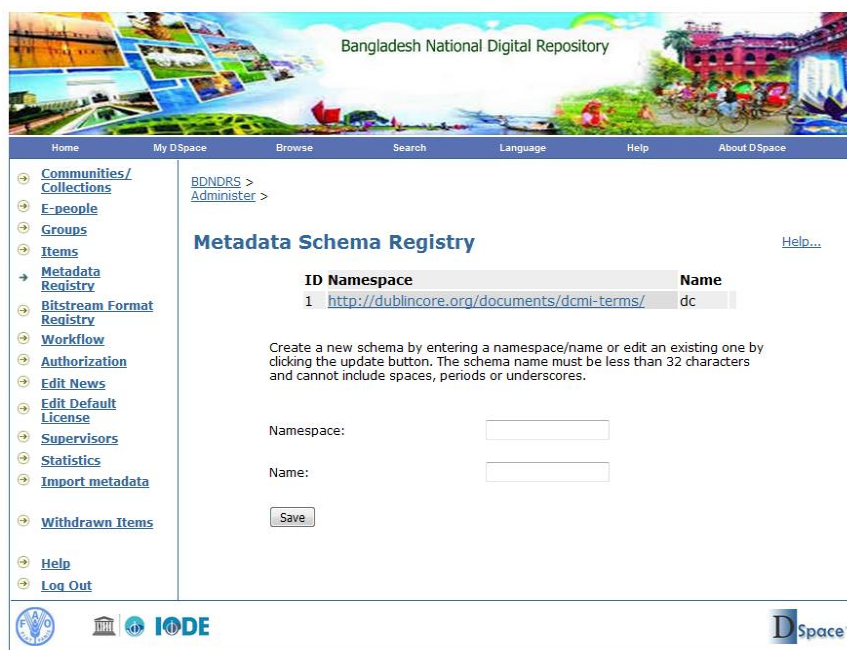 Bangladesh National Digital Repository
Home My DSpace Browse Search Language Help About DSpace
Communities/
Collections
E-people
Groups
Items
Metadata
Registry
Bitstream Format
Registry
Workflow
Authorization
Edit News
Edit Default
License
Supervisors
Statistics
Import metadata
Withdrawn Items
Help
Log Out
BDNDRS >
Administer >
Metadata Schema Registry
Help...
ID Namespace Name
1 http://dublincore.org/documents/dcmi-terms/ dc
Create a new schema by entering a namespace/name or edit an existing one by
clicking the update button. The schema name must be less than 32 characters
and cannot include spaces, periods or underscores.
Namespace:
Name:
Save
FAO
IODE
DSpace